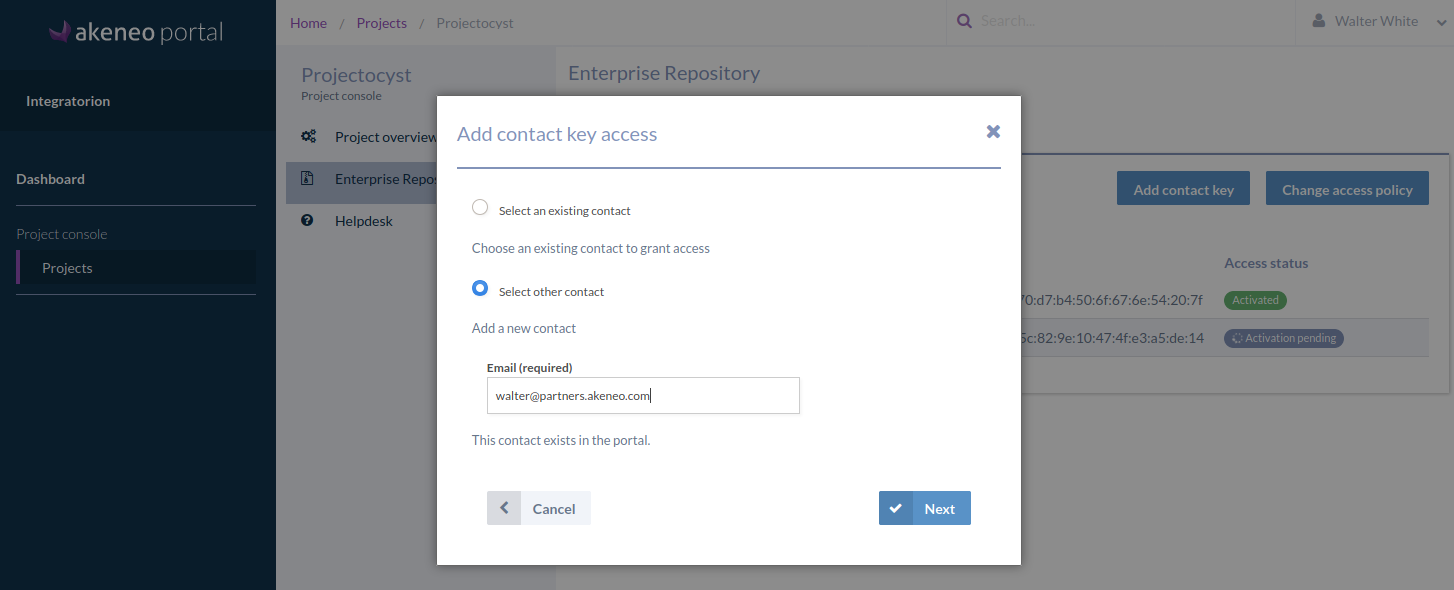 akeneo portal
Home / Projects / Projectocyst
Search...
Walter White
Integratorion
Dashboard
Project console
Projects
Projectocyst
Project console
Project overview
Enterprise Repos
Helpdesk
Enterprise Repository
Add contact key
Change access policy
Access status
70:d7:b4:50:6f:67:6e:54:20:7f
Activated
5c:82:9e:10:47:4f:e3:a5:de:14
Activation pending
Add contact key access
Select an existing contact
Choose an existing contact to grant access
Select other contact
Add a new contact
Email (required)
walter@partners.akeneo.com
This contact exists in the portal.
Cancel
Next